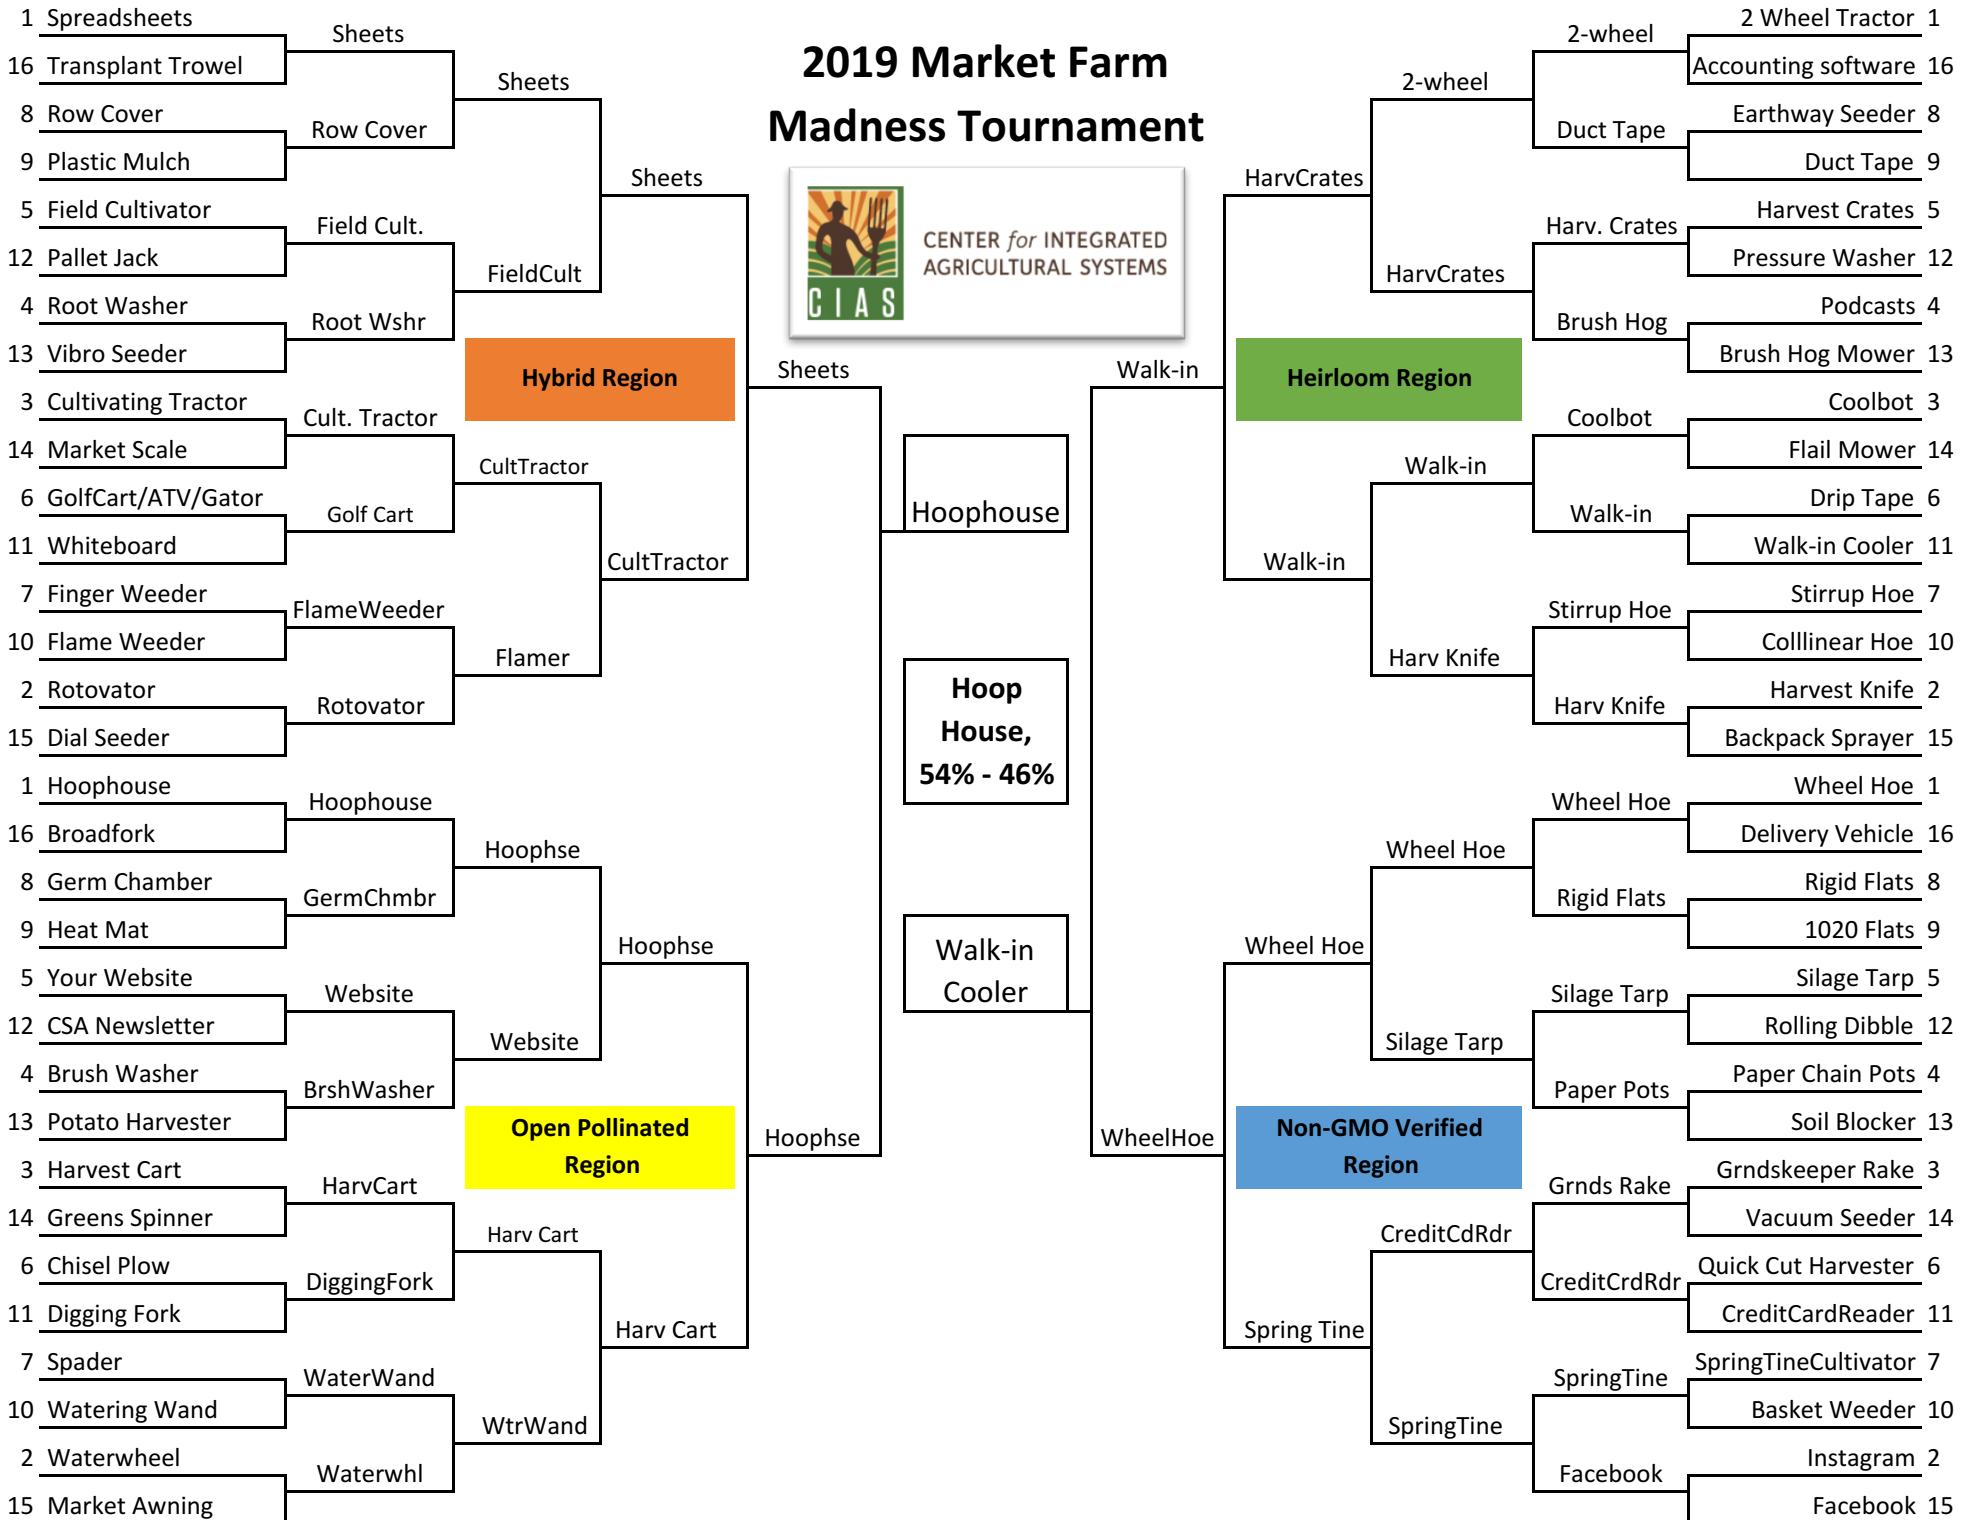 2019 Market Farm
Madness Tournament
CENTER for INTEGRATED
AGRICULTURAL SYSTEMS
CIAS
1 Spreadsheets
16 Transplant Trowel
8 Row Cover
9 Plastic Mulch
5 Field Cultivator
12 Pallet Jack
4 Root Washer
13 Vibro Seeder
3 Cultivating Tractor
14 Market Scale
6 GolfCart/ATV/Gator
11 Whiteboard
7 Finger Weeder
10 Flame Weeder
2 Rotovator
15 Dial Seeder
Sheets
Row Cover
Field Cult.
Root Wshr
Cult. Tractor
Golf Cart
FlameWeeder
Rotovator
Sheets
FieldCult
CultTractor
Flamer
Sheets
CultTractor
Hybrid Region
Sheets
1 Hoophouse
16 Broadfork
8 Germ Chamber
9 Heat Mat
5 Your Website
12 CSA Newsletter
4 Brush Washer
13 Potato Harvester
3 Harvest Cart
14 Greens Spinner
6 Chisel Plow
11 Digging Fork
7 Spader
10 Watering Wand
2 Waterwheel
15 Market Awning
Hoophouse
GermChmbr
Website
BrshWasher
HarvCart
DiggingFork
WaterWand
Waterwhl
Hoophse
Website
Harv Cart
WtrWand
Hoophse
Harv Cart
Open Pollinated
Region
Hoophse
Hoophouse
Hoop
House,
54% - 46%
Walk-in
Cooler
2 Wheel Tractor 1
Accounting software 16
Earthway Seeder 8
Duct Tape 9
Harvest Crates 5
Pressure Washer 12
Podcasts 4
Brush Hog Mower 13
Coolbot 3
Flail Mower 14
Drip Tape 6
Walk-in Cooler 11
Stirrup Hoe 7
Colllinear Hoe 10
Harvest Knife 2
Backpack Sprayer 15
2-wheel
Duct Tape
Harv. Crates
Brush Hog
Coolbot
Walk-in
Stirrup Hoe
Harv Knife
2-wheel
HarvCrates
Walk-in
Harv Knife
HarvCrates
Walk-in
Heirloom Region
Walk-in
Wheel Hoe 1
Delivery Vehicle 16
Rigid Flats 8
1020 Flats 9
Silage Tarp 5
Rolling Dibble 12
Paper Chain Pots 4
Soil Blocker 13
Grndskeeper Rake 3
Vacuum Seeder 14
Quick Cut Harvester 6
CreditCardReader 11
SpringTineCultivator 7
Basket Weeder 10
Instagram 2
Facebook 15
Wheel Hoe
Rigid Flats
Silage Tarp
Paper Pots
Grnds Rake
CreditCrdRdr
SpringTine
Facebook
Wheel Hoe
Silage Tarp
CreditCdRdr
SpringTine
Wheel Hoe
Spring Tine
Non-GMO Verified
Region
WheelHoe